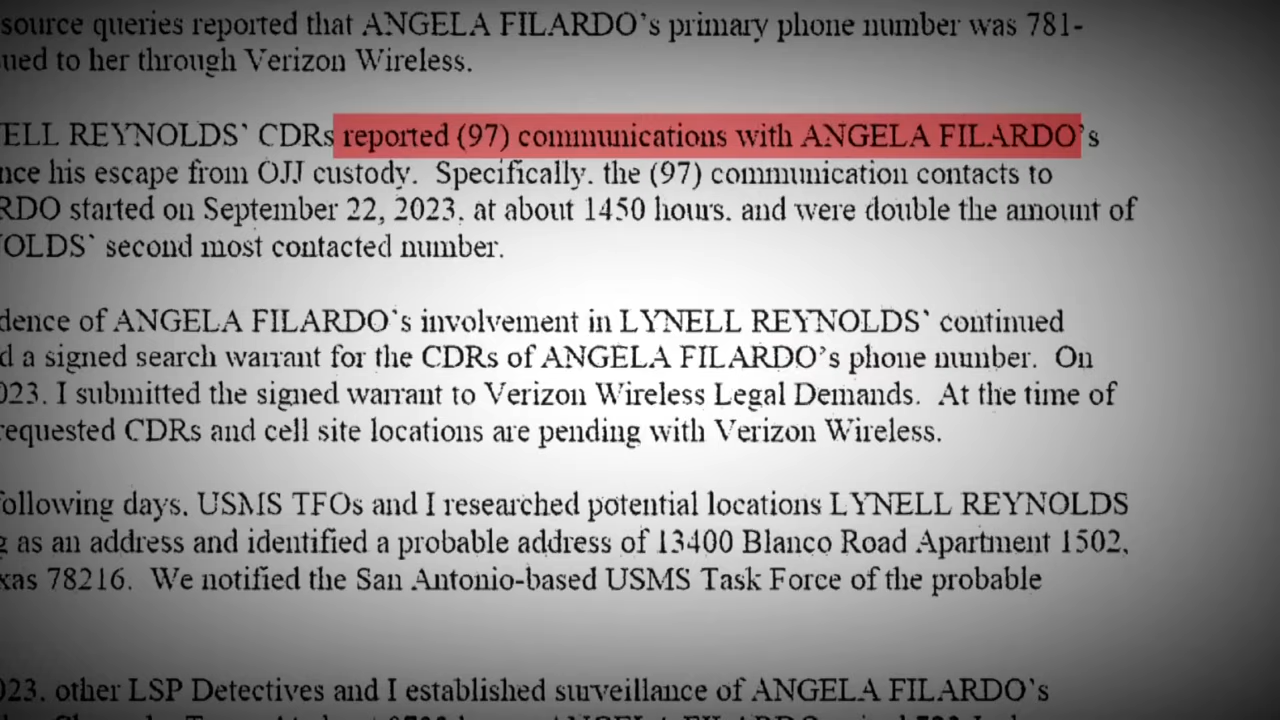 source queries reported that ANGELA FILARDO's primary phone number was 781-
ued to her through Verizon Wireless.
ELL REYNOLDS' CDRs reported (97) communications with ANGELA FILARDO's
nce his escape from OJJ custody. Specifically, the (97) communication contacts to
RDO started on September 22, 2023, at about 1450 hours, and were double the amount of
OLDS' second most contacted number.
dence of ANGELA FILARDO's involvement in LYNELL REYNOLDS' continued
d a signed search warrant for the CDRs of ANGELA FILARDO's phone number. On
023, I submitted the signed warrant to Verizon Wireless Legal Demands. At the time of
requested CDRs and cell site locations are pending with Verizon Wireless.
ollowing days, USMS TFOs and I researched potential locations LYNELL REYNOLDS
g as an address and identified a probable address of 13400 Blanco Road Apartment 1502,
xas 78216. We notified the San Antonio-based USMS Task Force of the probable
023, other LSP Detectives and I established surveillance of ANGELA FILARDO's